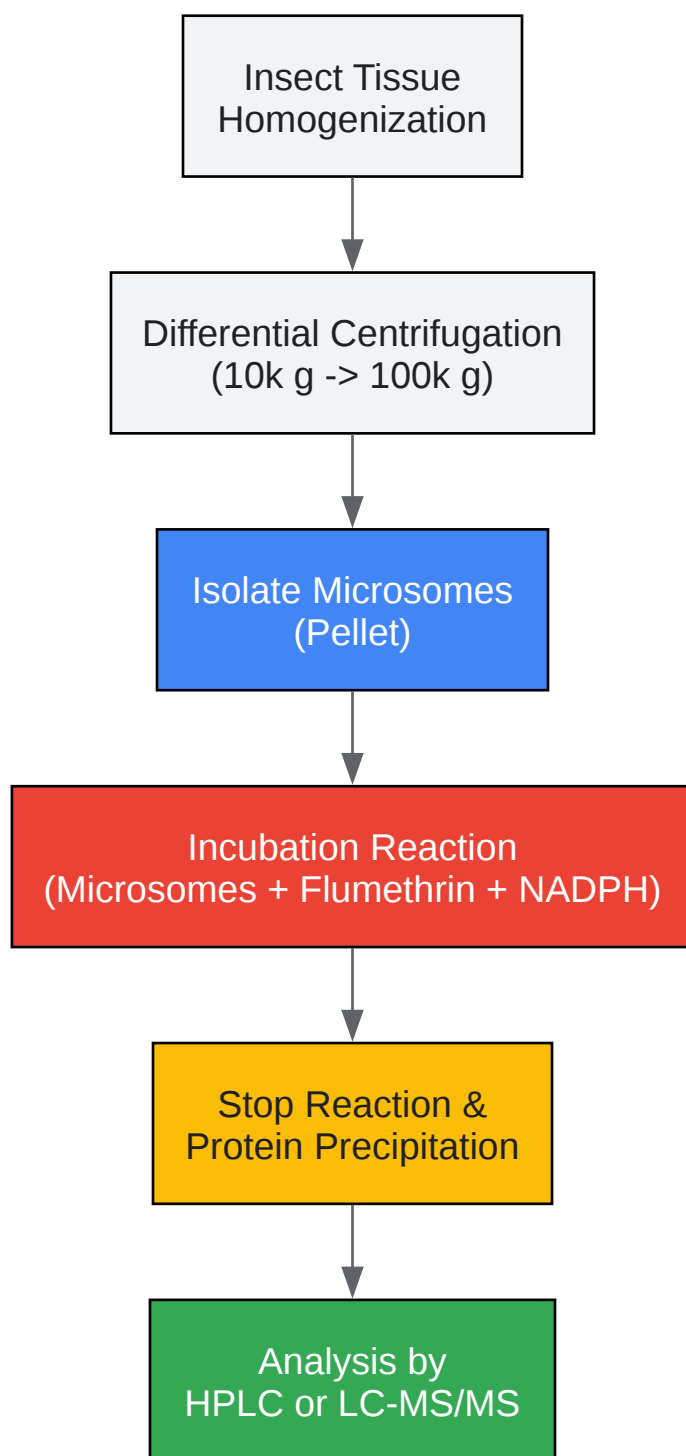 Insect Tissue
Homogenization
Differential Centrifugation
(10k g -> 100k g)
Isolate Microsomes
(Pellet)
Incubation Reaction
(Microsomes + Flumethrin + NADPH)
Stop Reaction &
Protein Precipitation
Analysis by
HPLC or LC-MS/MS